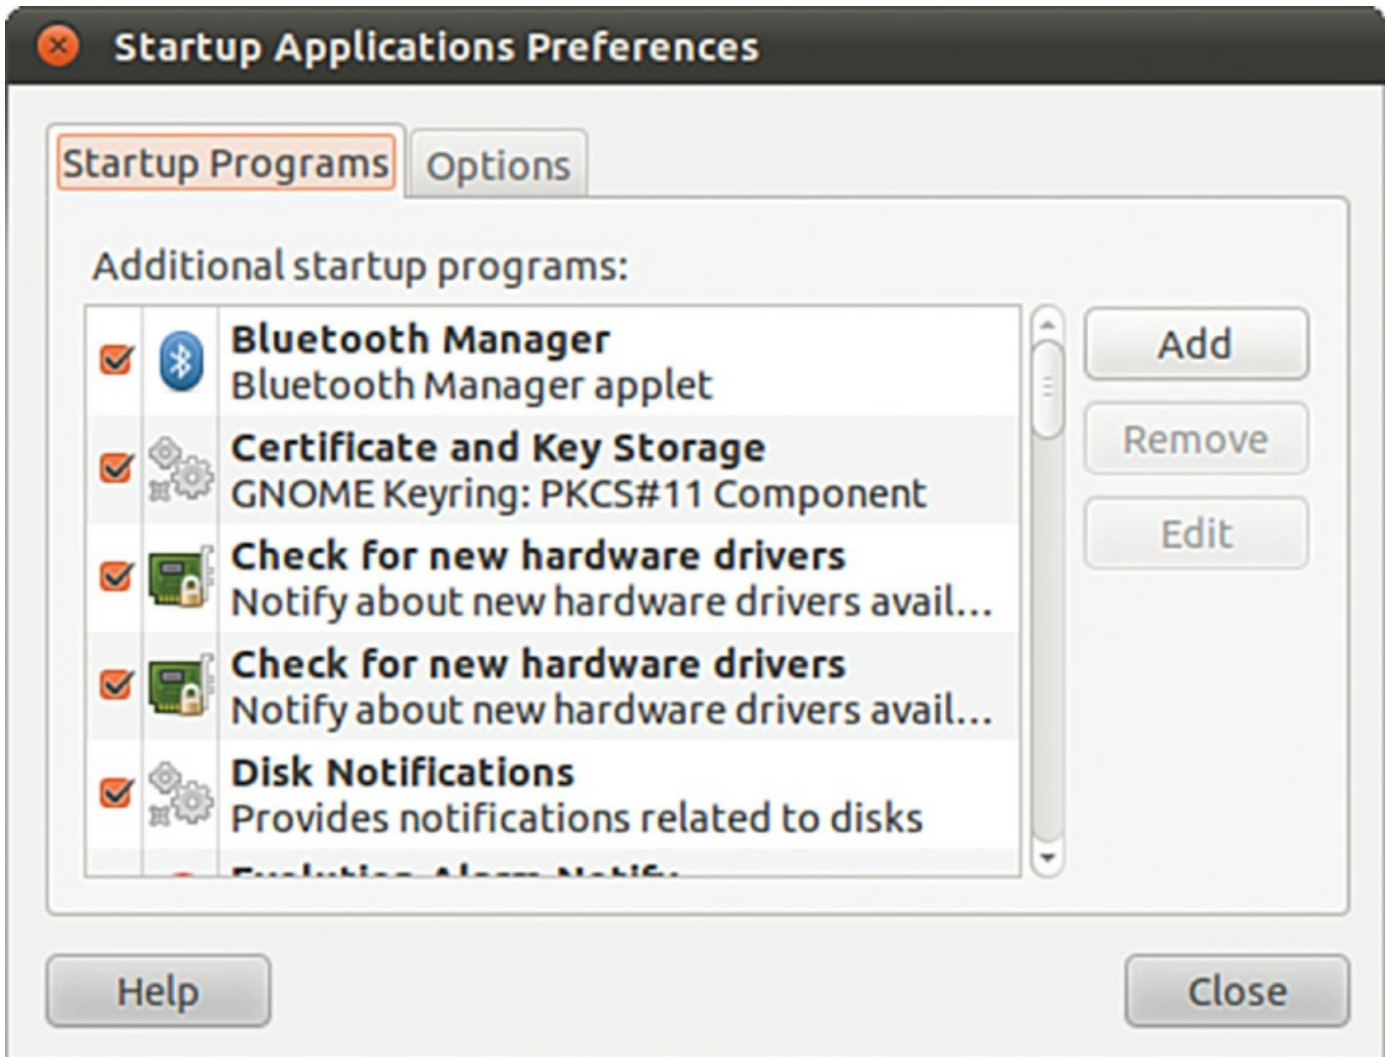 Startup Applications Preferences
Startup Programs
Options
Additional startup programs:
Bluetooth Manager
Bluetooth Manager applet
Certificate and Key Storage
GNOME Keyring: PKCS#11 Component
Check for new hardware drivers
Notify about new hardware drivers avail...
Check for new hardware drivers
Notify about new hardware drivers avail...
Disk Notifications
Provides notifications related to disks
Evolution Alarm Notify
Add
Remove
Edit
Help
Close